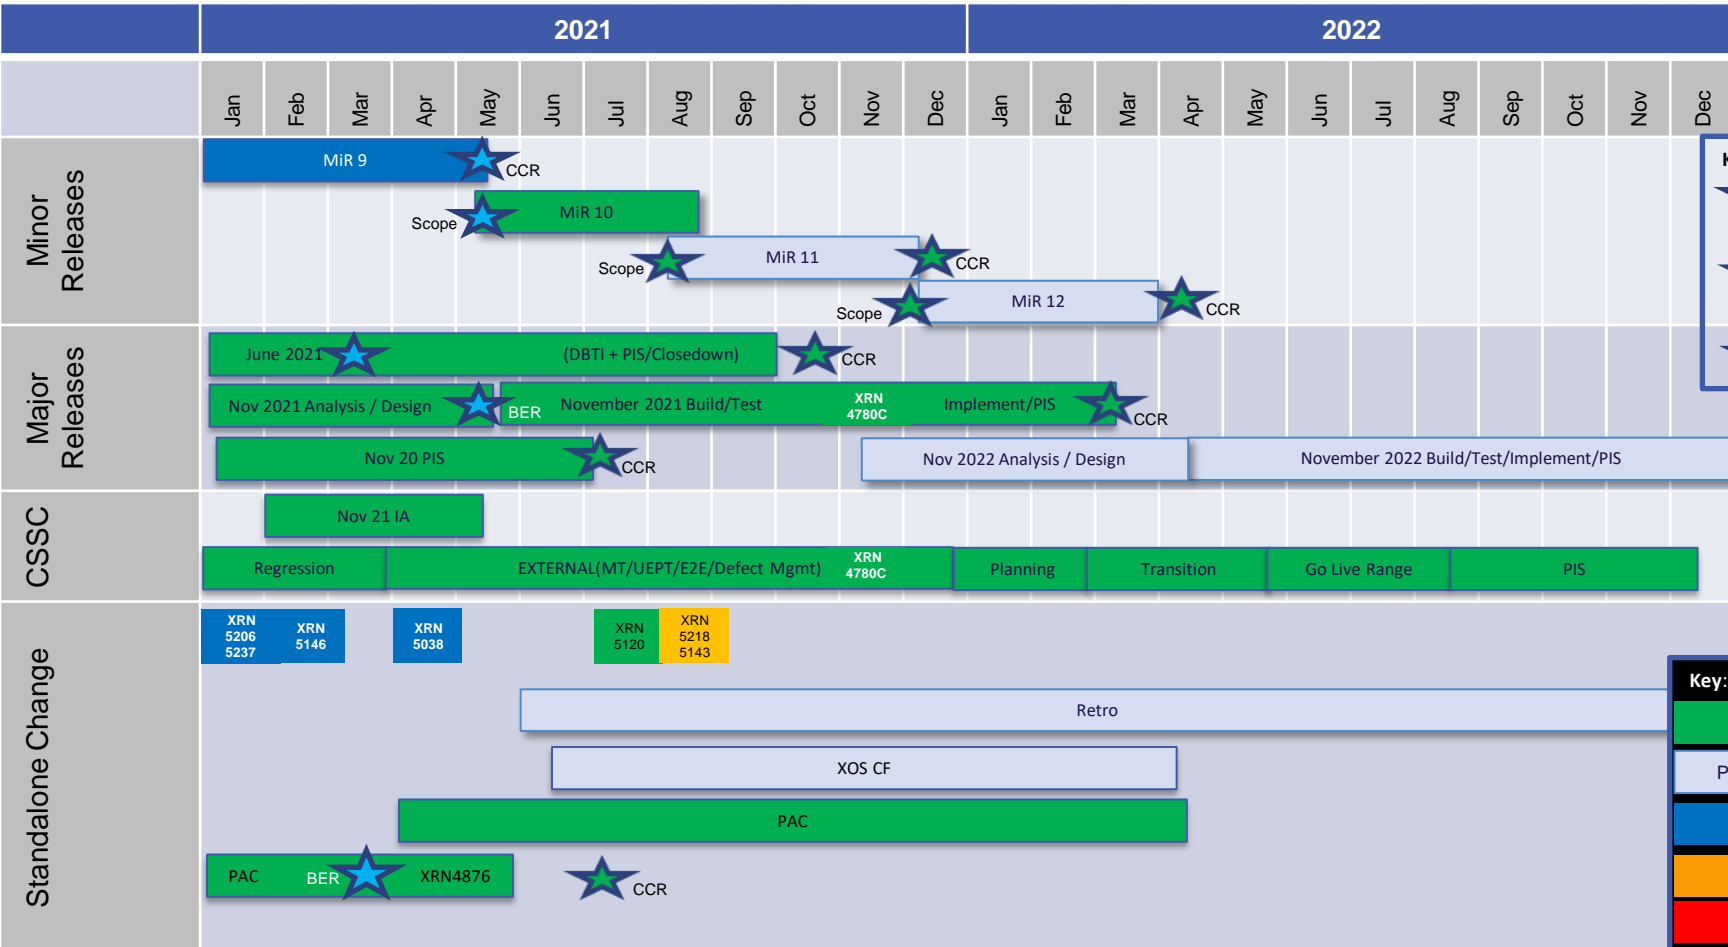 2021
2022
Jan
Feb
Mar
Apr
May
Jun
Jul
Aug
Sep
Oct
Nov
Dec
Jan
Feb
Mar
Apr
May
Jun
Jul
Aug
Sep
Oct
Nov
Dec
Minor
Releases
MiR 9
CCR
Scope
MiR 10
Scope
MiR 11
CCR
Scope
MiR 12
CCR
K
Major
Releases
June 2021
(DBTI + PIS/Closedown)
CCR
Nov 2021 Analysis / Design
BER
November 2021 Build/Test
XRN
4780C
Implement/PIS
CCR
Nov 20 PIS
CCR
Nov 2022 Analysis / Design
November 2022 Build/Test/Implement/PIS
CSSC
Nov 21 IA
Regression
EXTERNAL(MT/UEPT/E2E/Defect Mgmt)
XRN
4780C
Planning
Transition
Go Live Range
PIS
Standalone Change
XRN
5206
5237
XRN
5146
XRN
5038
XRN
5120
XRN
5218
5143
Retro
XOS CF
PAC
PAC
BER
XRN4876
CCR
Key:
P